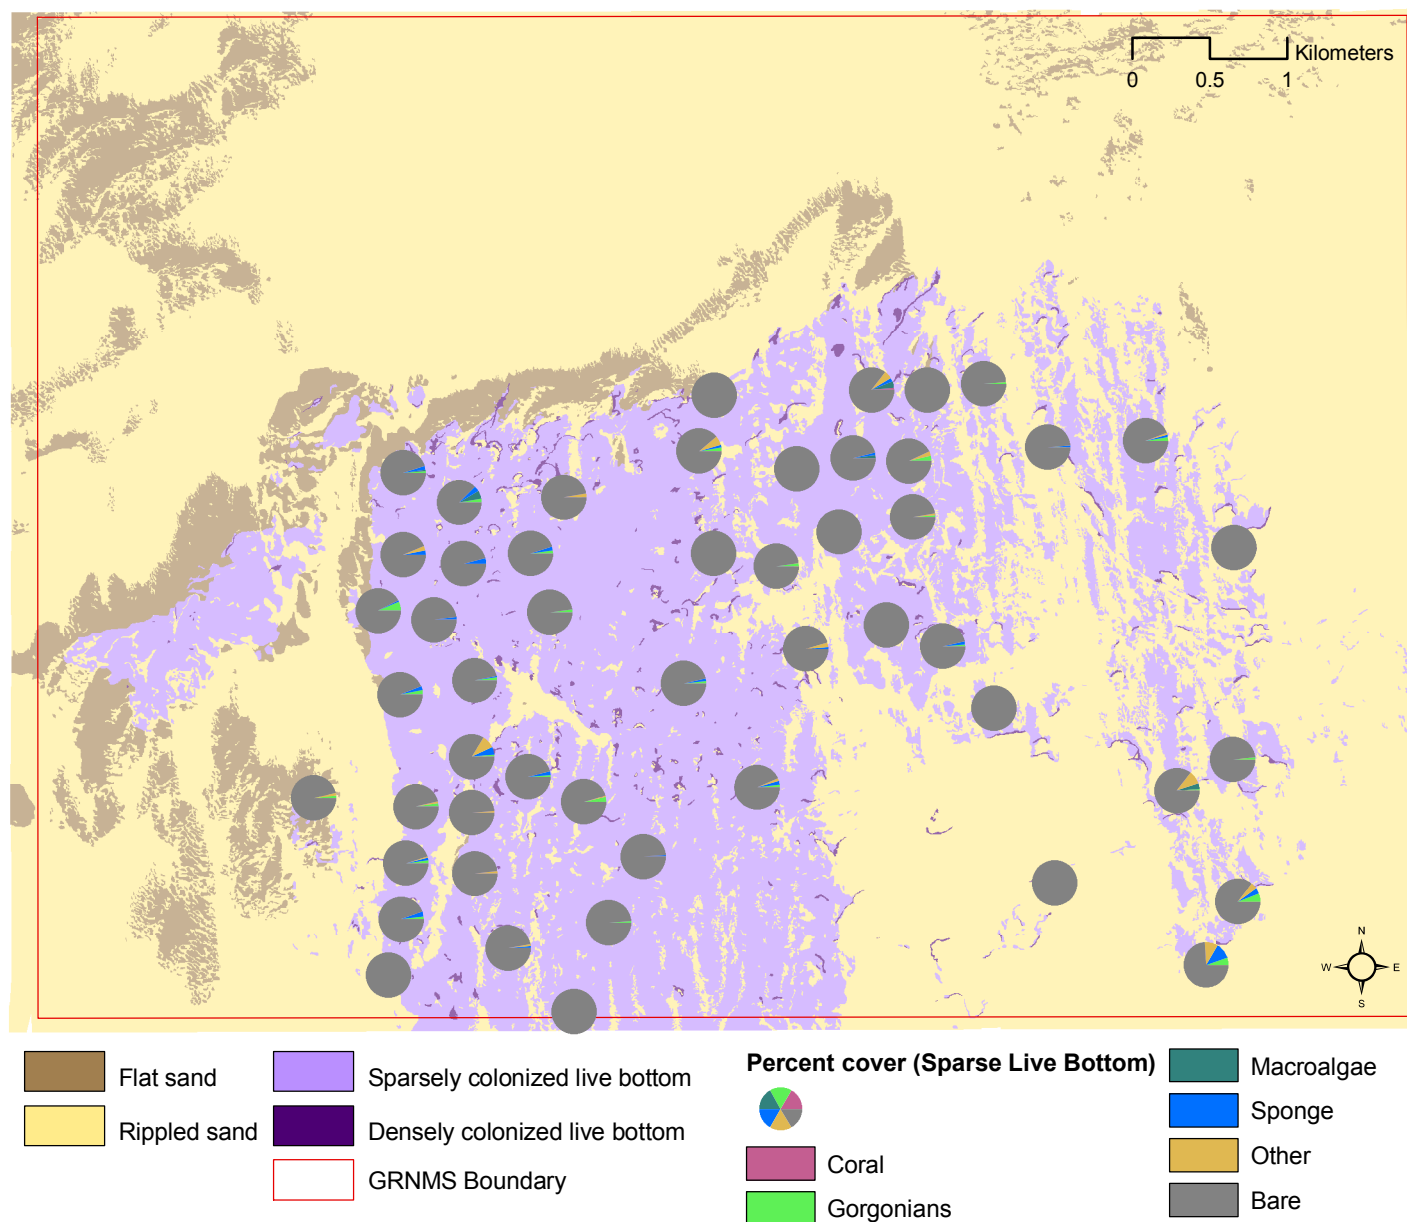 Kilometers
0 0.5 1
N
W E
S
Flat sand
Rippled sand
Sparsely colonized live bottom
Densely colonized live bottom
GRNMS Boundary
Percent cover (Sparse Live Bottom)
Coral
Gorgonians
Macroalgae
Sponge
Other
Bare